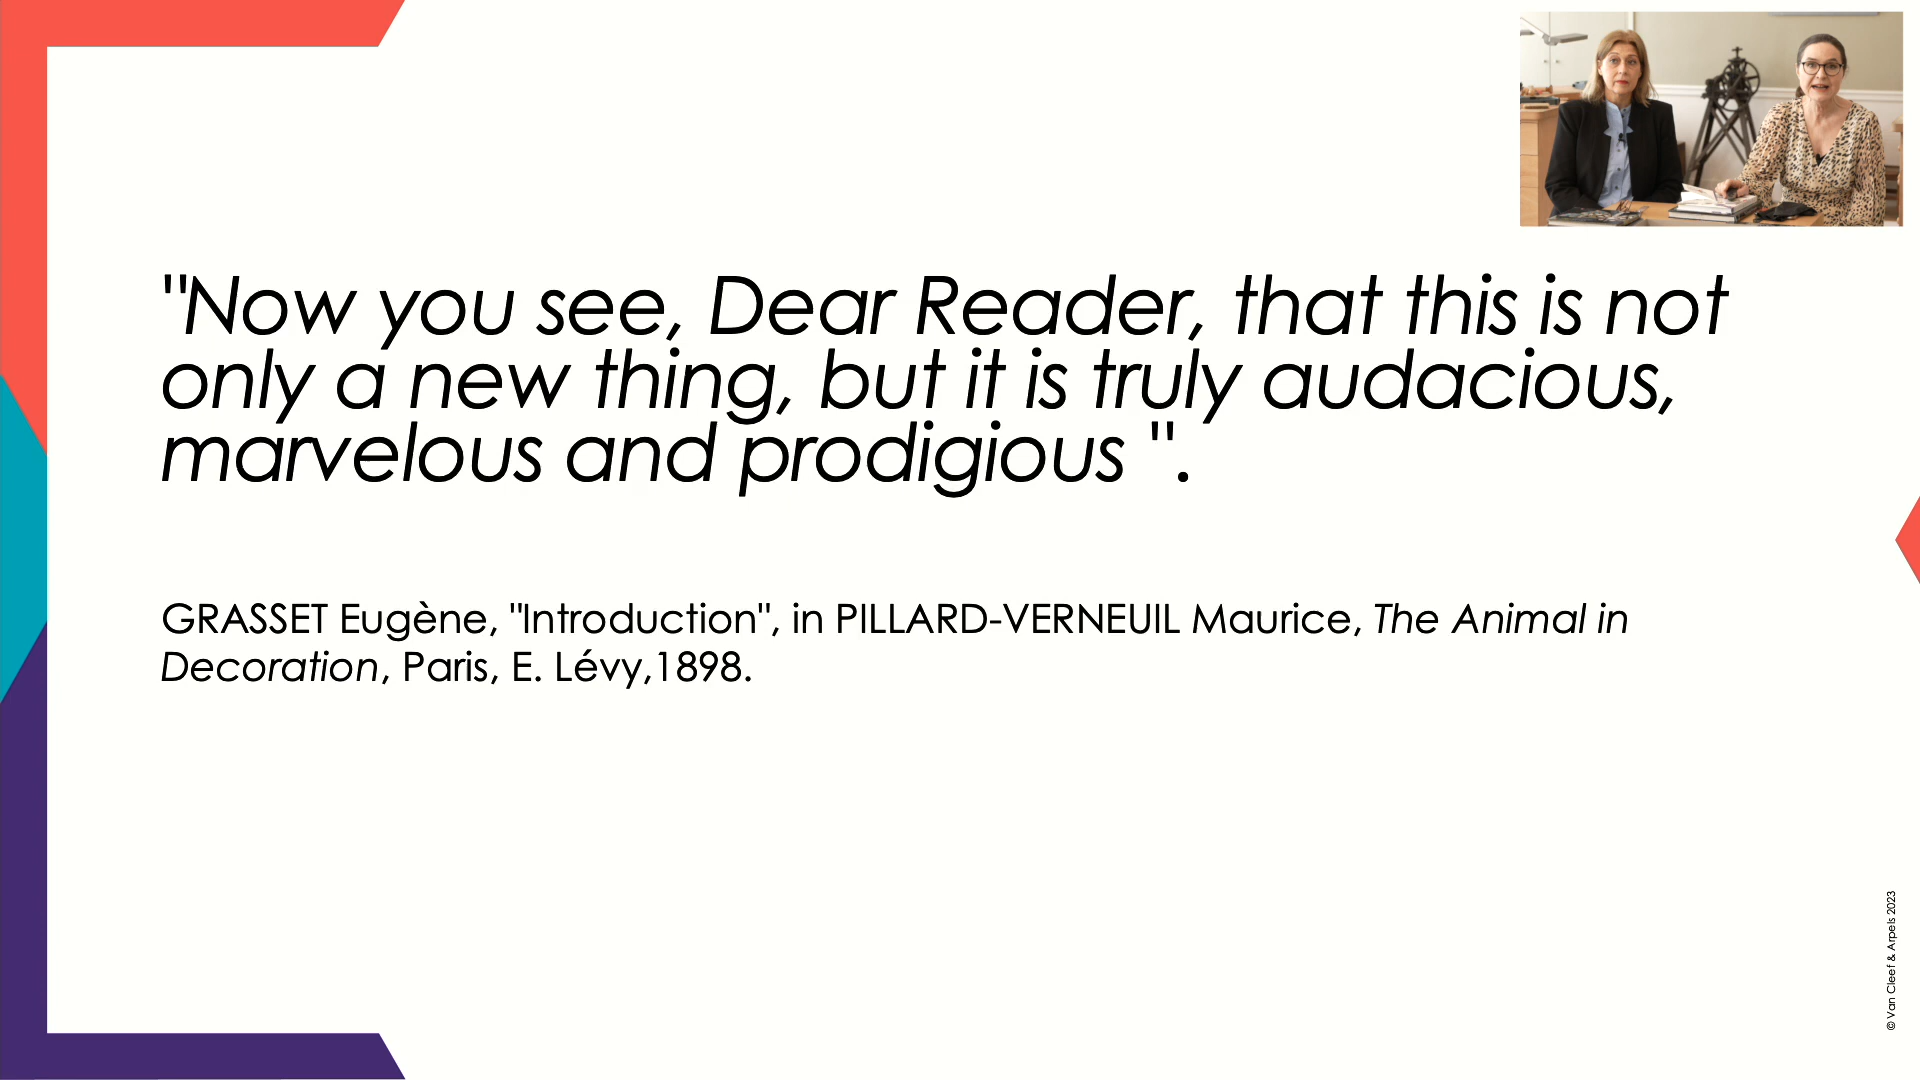 "Now you see, Dear Reader, that this is not
only a new thing, but it is truly audacious,
marvelous and prodigious ".
GRASSET Eugène, "Introduction", in PILLARD-VERNEUIL Maurice, The Animal in
Decoration, Paris, E. Lévy,1898.
© Van Cleef & Arpels 2023